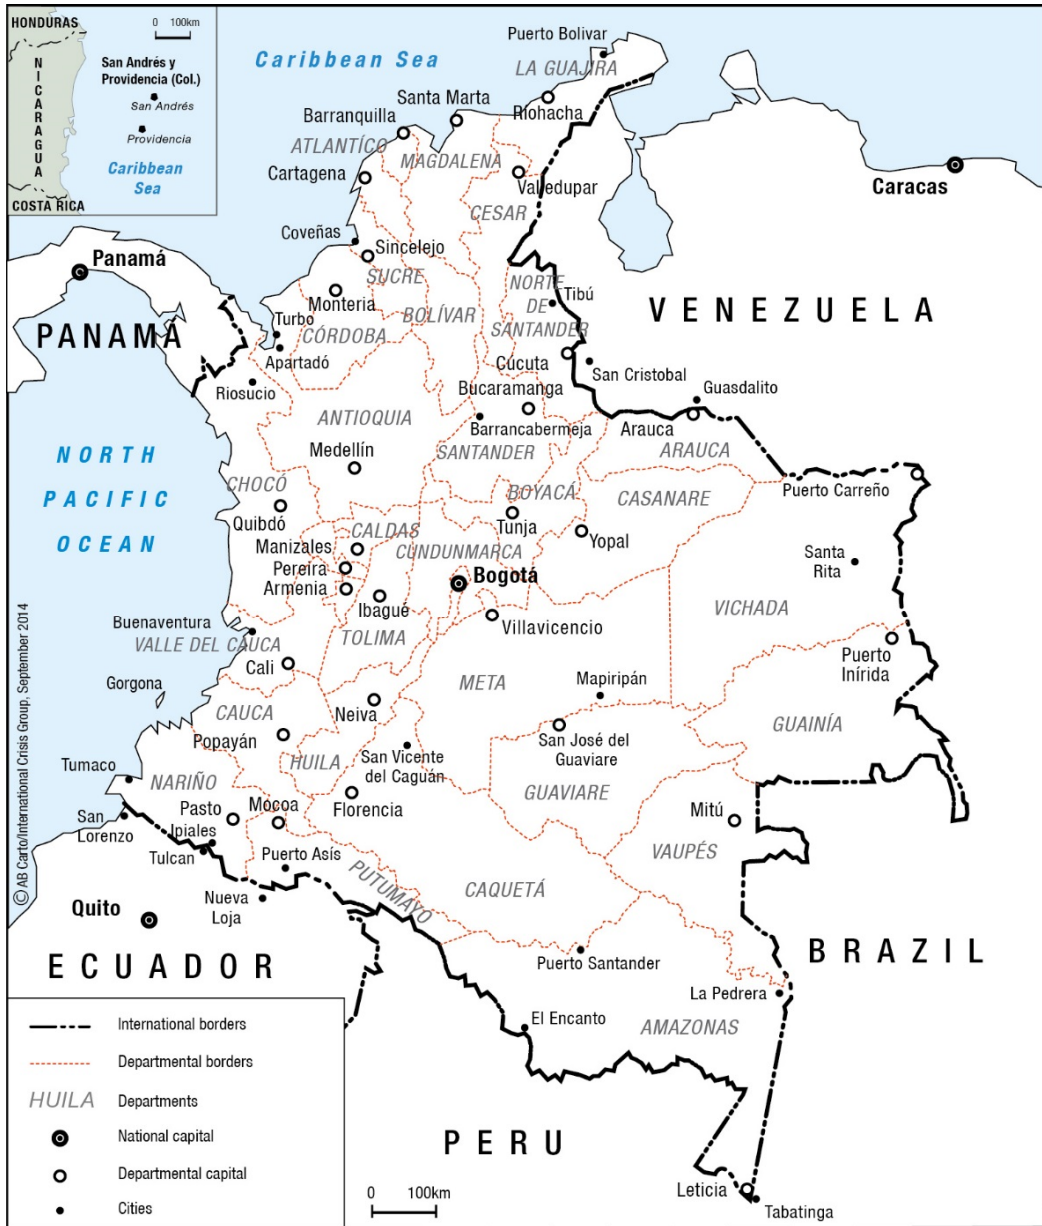 HONDURAS
0 100km
NICARAGUA
San Andrés y
Providencia (Col.)
San Andrés
Providencia
Caribbean
Sea
COSTA RICA
Caribbean Sea
Puerto Bolivar
LA GUAJIRA
Santa Marta
Riohacha
Barranquilla
ATLANTÍCO
MAGDALENA
Cartagena
Valledupar
Caracas
CESAR
Coveñas
Sincelejo
Panamá
SUCRE
NORTE
DE
SANTANDER
Tibú
VENEZUELA
Monteria
BOLÍVAR
PANAMÁ
Turbo
CÓRDOBA
Apartadó
Cúcuta
San Cristobal
Riosucio
Bucaramanga
Guasdalito
ANTIOQUIA
Barrancabermeja
Arauca
ARAUCA
Medellín
SANTANDER
NORTH
PACIFIC
OCEAN
CHOCÓ
BOYACÁ
CASANARE
Puerto Carreño
Quibdó
Tunja
CALDAS
Manizales
CUNDUNMARCA
Yopal
Santa
Rita
Pereira
Bogotá
Armenia
Ibagué
VICHADA
Buenaventura
Villavicencio
VALLE DEL CAUCA
TOLIMA
Cali
Puerto
Inírida
Gorgona
META
Mapiripán
CAUCA
Neiva
GUAINÍA
Popayán
San José del
Guaviare
HUILA
San Vicente
del Caguán
Tumaco
NARIÑO
GUAVIARE
Florencia
San
Lorenzo
Pasto
Mocoa
Mitú
Ipiales
Tulcan
Puerto Asís
VAUPÉS
PUTUMAYO
CAQUETÁ
Nueva
Loja
Quito
ECUADOR
Puerto Santander
BRAZIL
La Pedrera
El Encanto
AMAZONAS
PERU
Leticia
Tabatinga
0 100km
International borders
Departmental borders
HUILA Departments
National capital
Departmental capital
Cities
© AB Carto/International Crisis Group, September 2014